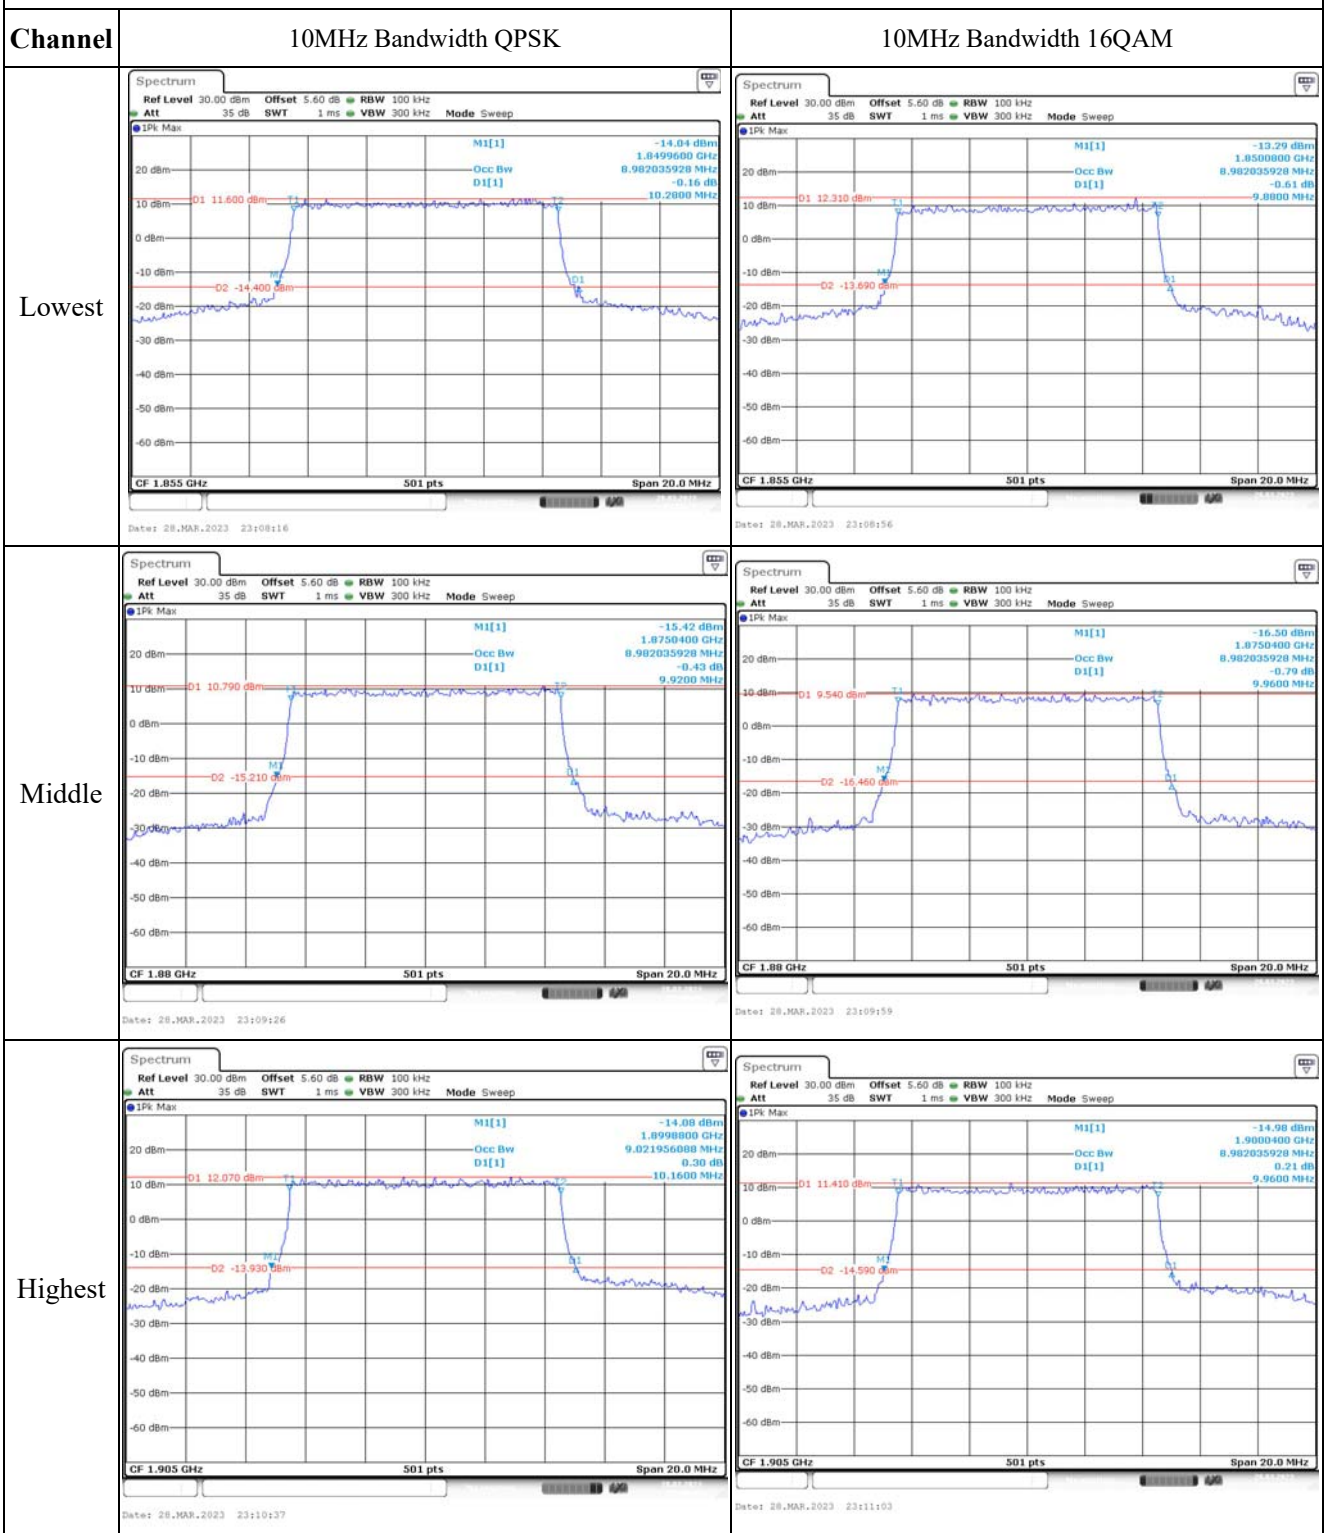 Channel 10MHz Bandwidth QPSK 10MHz Bandwidth 16QAM
Lowest
Spectrum
Ref Level 30.00 dBm Offset 5.60 dB RBW 100 kHz
Att 35 dB SWT 1 ms VBW 300 kHz Mode Sweep
1Pk Max
M1[1] -14.04 dBm
1.8499600 GHz
20 dBm Occ Bw 8.982035928 MHz
D1[1] -0.16 dB
10.2800 MHz
D1 11.600 dBm T1 T2
10 dBm
0 dBm
-10 dBm
M1 D1
D2 -14.400 dBm
-20 dBm
-30 dBm
-40 dBm
-50 dBm
-60 dBm
CF 1.855 GHz 501 pts Span 20.0 MHz
Date: 28.MAR.2023 23:08:16
Spectrum
Ref Level 30.00 dBm Offset 5.60 dB RBW 100 kHz
Att 35 dB SWT 1 ms VBW 300 kHz Mode Sweep
1Pk Max
M1[1] -13.29 dBm
1.8500800 GHz
20 dBm Occ Bw 8.982035928 MHz
D1[1] -0.61 dB
9.8800 MHz
D1 12.310 dBm T1 T2
10 dBm
0 dBm
-10 dBm
M1 D1
D2 -13.690 dBm
-20 dBm
-30 dBm
-40 dBm
-50 dBm
-60 dBm
CF 1.855 GHz 501 pts Span 20.0 MHz
Date: 28.MAR.2023 23:08:56
Middle
Spectrum
Ref Level 30.00 dBm Offset 5.60 dB RBW 100 kHz
Att 35 dB SWT 1 ms VBW 300 kHz Mode Sweep
1Pk Max
M1[1] -15.42 dBm
1.8750400 GHz
20 dBm Occ Bw 8.982035928 MHz
D1[1] -0.43 dB
9.9200 MHz
10 dBm D1 10.790 dBm T1 T2
0 dBm
-10 dBm
M1 D1
D2 -15.210 dBm
-20 dBm
-30 dBm
-40 dBm
-50 dBm
-60 dBm
CF 1.88 GHz 501 pts Span 20.0 MHz
Date: 28.MAR.2023 23:09:26
Spectrum
Ref Level 30.00 dBm Offset 5.60 dB RBW 100 kHz
Att 35 dB SWT 1 ms VBW 300 kHz Mode Sweep
1Pk Max
M1[1] -16.50 dBm
1.8750400 GHz
20 dBm Occ Bw 8.982035928 MHz
D1[1] -0.79 dB
9.9600 MHz
10 dBm D1 9.540 dBm T1 T2
0 dBm
-10 dBm
M1 D1
D2 -16.460 dBm
-20 dBm
-30 dBm
-40 dBm
-50 dBm
-60 dBm
CF 1.88 GHz 501 pts Span 20.0 MHz
Date: 28.MAR.2023 23:09:59
Highest
Spectrum
Ref Level 30.00 dBm Offset 5.60 dB RBW 100 kHz
Att 35 dB SWT 1 ms VBW 300 kHz Mode Sweep
1Pk Max
M1[1] -14.08 dBm
1.8998800 GHz
20 dBm Occ Bw 9.021956088 MHz
D1[1] 0.30 dB
10.1600 MHz
D1 12.070 dBm T1 T2
10 dBm
0 dBm
-10 dBm
M1 D1
D2 -13.930 dBm
-20 dBm
-30 dBm
-40 dBm
-50 dBm
-60 dBm
CF 1.905 GHz 501 pts Span 20.0 MHz
Date: 28.MAR.2023 23:10:37
Spectrum
Ref Level 30.00 dBm Offset 5.60 dB RBW 100 kHz
Att 35 dB SWT 1 ms VBW 300 kHz Mode Sweep
1Pk Max
M1[1] -14.98 dBm
1.9000400 GHz
20 dBm Occ Bw 8.982035928 MHz
D1[1] 0.21 dB
9.9600 MHz
10 dBm D1 11.410 dBm T1 T2
0 dBm
-10 dBm
M1 D1
D2 -14.590 dBm
-20 dBm
-30 dBm
-40 dBm
-50 dBm
-60 dBm
CF 1.905 GHz 501 pts Span 20.0 MHz
Date: 28.MAR.2023 23:11:03